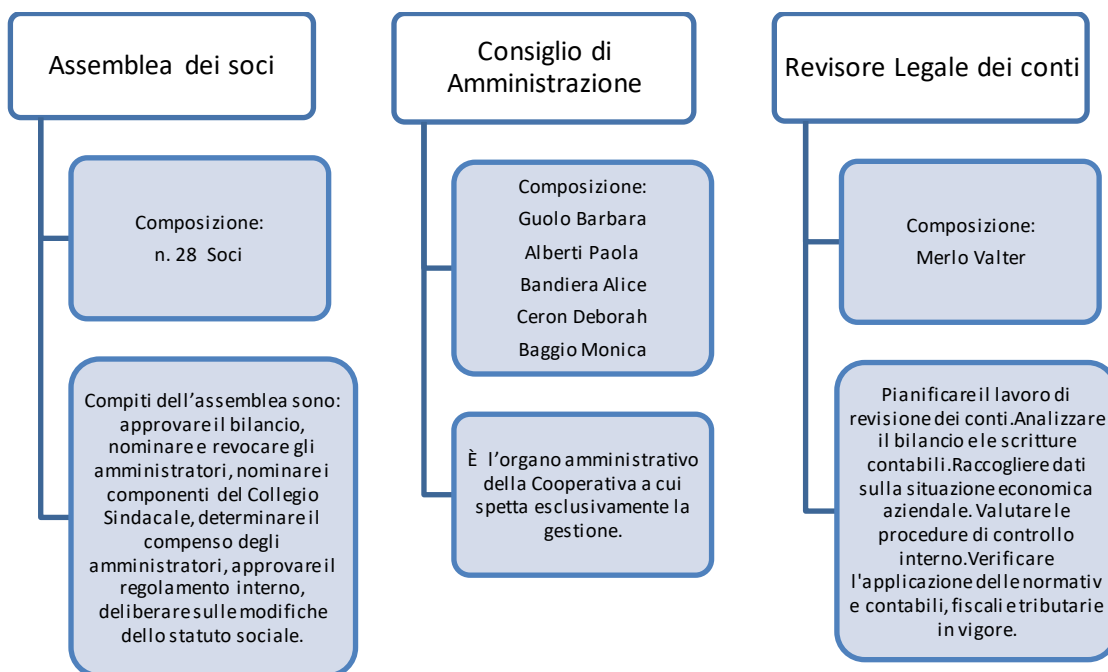 Assemblea dei soci
Composizione:
n. 28 Soci
Compiti dell'assemblea sono:
approvare il bilancio,
nominare e revocare gli
amministratori, nominare i
componenti del Collegio
Sindacale, determinare il
compenso degli
amministratori, approvare il
regolamento interno,
deliberare sulle modifiche
dello statuto sociale.
Consiglio di
Amministrazione
Composizione:
Guolo Barbara
Alberti Paola
Bandiera Alice
Ceron Deborah
Baggio Monica
È l'organo amministrativo
della Cooperativa a cui
spetta esclusivamente la
gestione.
Revisore Legale dei conti
Composizione:
Merlo Valter
Pianificare il lavoro di
revisione dei conti.Analizzare
il bilancio e le scritture
contabili.Raccogliere dati
sulla situazione economica
aziendale. Valutare le
procedure di controllo
interno.Verificare
l'applicazione delle normativ
e contabili, fiscali e tributarie
in vigore.